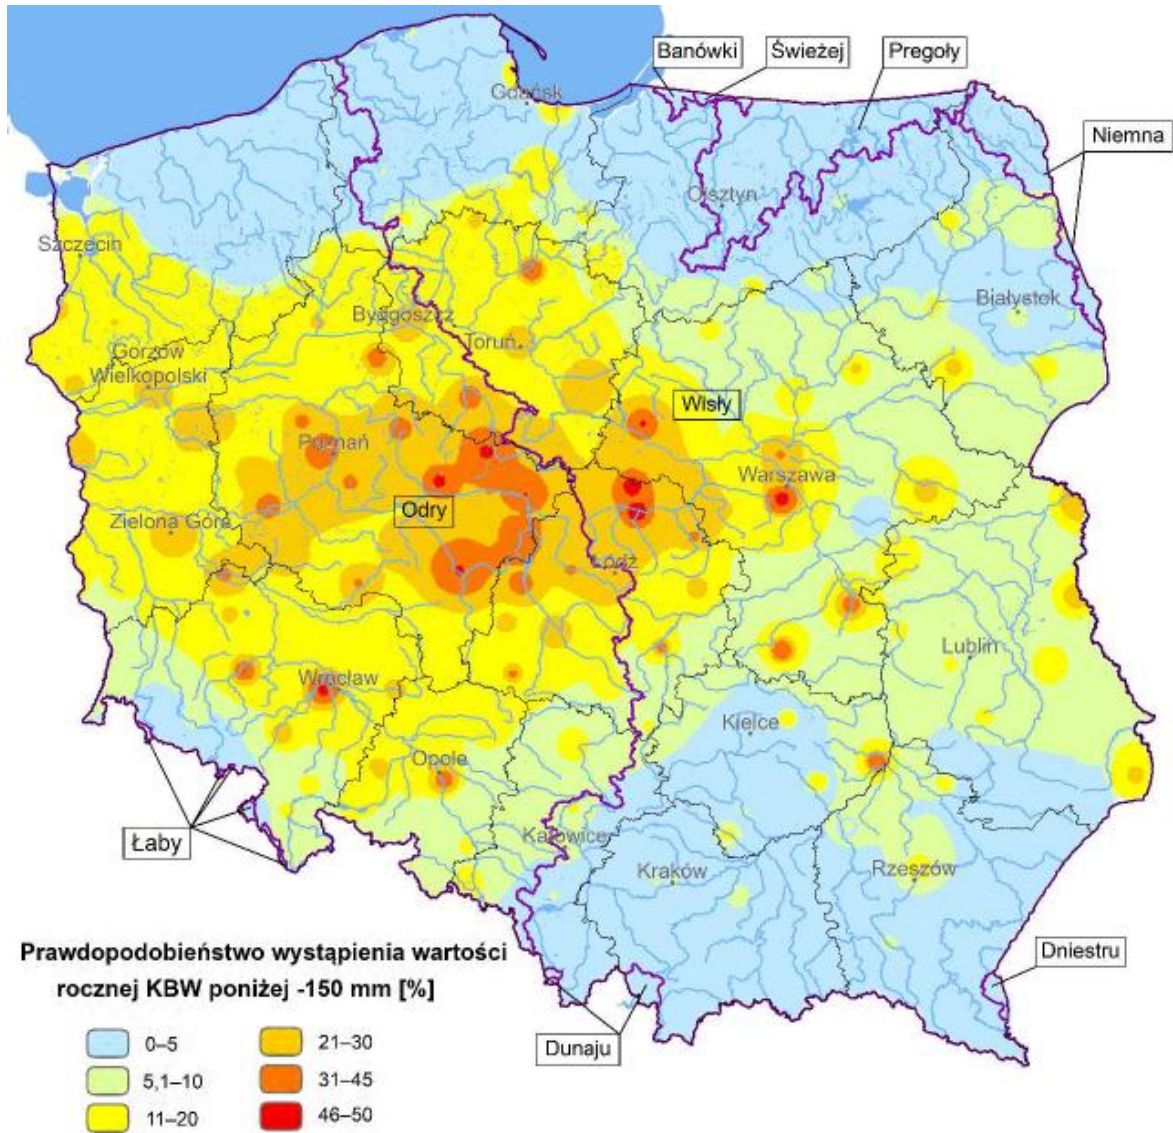 Banówki
Świeżej
Pregoły
Gdańsk
Niemna
Olsztyn
Szczecin
Białystok
Bydgoszcz
Toruń
Gorzów
Wielkopolski
Wisły
Poznań
Warszawa
Odry
Zielona Góra
Łódź
Lublin
Wrocław
Kielce
Opole
Łaby
Katowice
Kraków
Rzeszów
Prawdopodobieństwo wystąpienia wartości
rocznej KBW poniżej -150 mm [%]
Dniestru
Dunaju
0–5
21–30
5,1–10
31–45
11–20
46–50